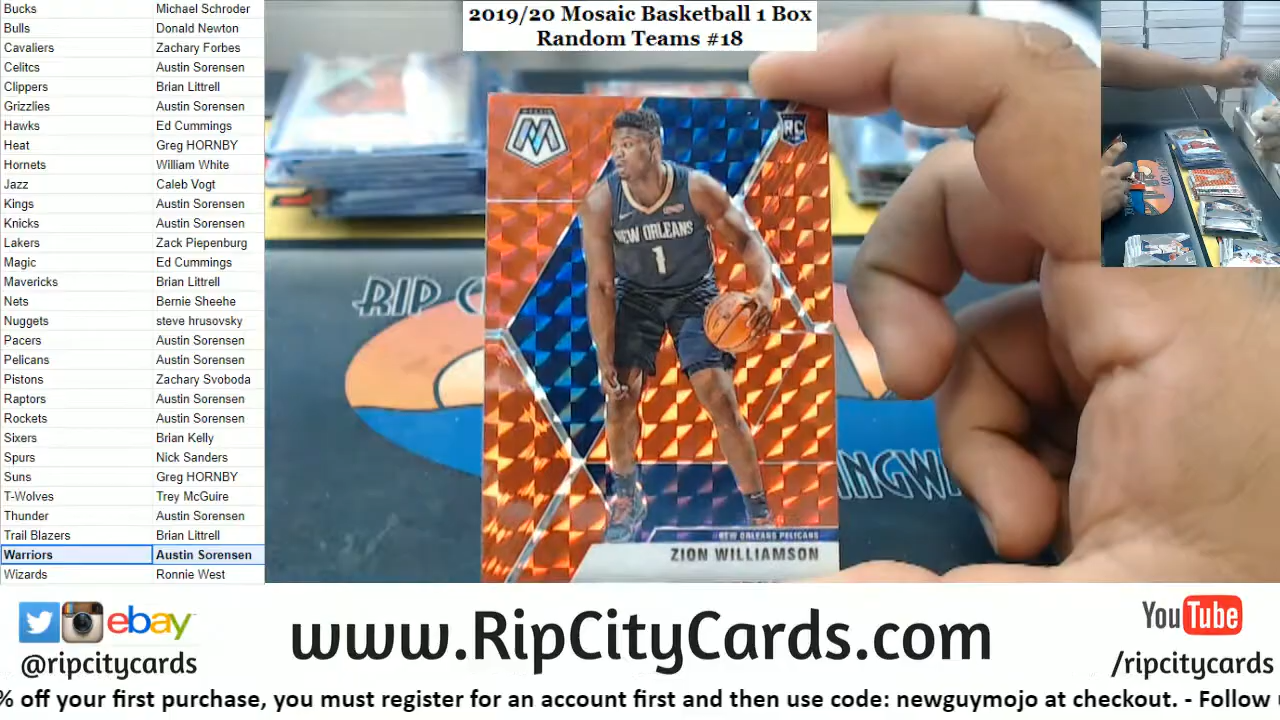 2019/20 Mosaic Basketball 1 Box
Random Teams #18
Bucks Michael Schroder
Bulls Donald Newton
Cavaliers Zachary Forbes
Celitcs Austin Sorensen
Clippers Brian Littrell
Grizzlies Austin Sorensen
Hawks Ed Cummings
Heat Greg HORNBY
Hornets William White
Jazz Caleb Vogt
Kings Austin Sorensen
Knicks Austin Sorensen
Lakers Zack Piepenburg
Magic Ed Cummings
Mavericks Brian Littrell
Nets Bernie Sheehe
Nuggets steve hrusovsky
Pacers Austin Sorensen
Pelicans Austin Sorensen
Pistons Zachary Svoboda
Raptors Austin Sorensen
Rockets Austin Sorensen
Sixers Brian Kelly
Spurs Nick Sanders
Suns Greg HORNBY
T-Wolves Trey McGuire
Thunder Austin Sorensen
Trail Blazers Brian Littrell
Warriors Austin Sorensen
Wizards Ronnie West
MOSAIC
RC
NEW ORLEANS
1
NEW ORLEANS PELICANS
ZION WILLIAMSON
RIP C
INGWA
ebay
@ripcitycards
www.RipCityCards.com
YouTube
/ripcitycards
% off your first purchase, you must register for an account first and then use code: newguymojo at checkout. - Follow